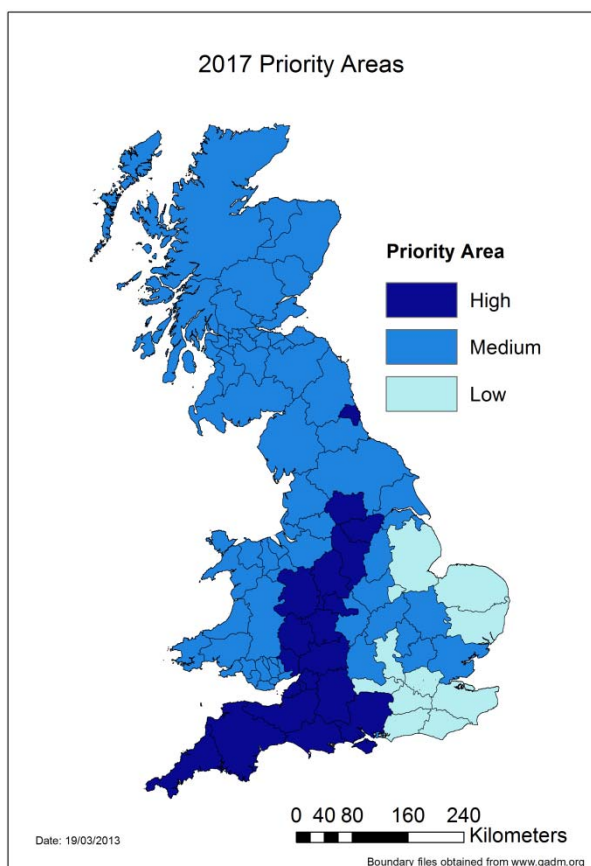 2017 Priority Areas
Priority Area
High
Medium
Low
0 40 80 160 240
Kilometers
Date: 19/03/2013
Boundary files obtained from www.gadm.org